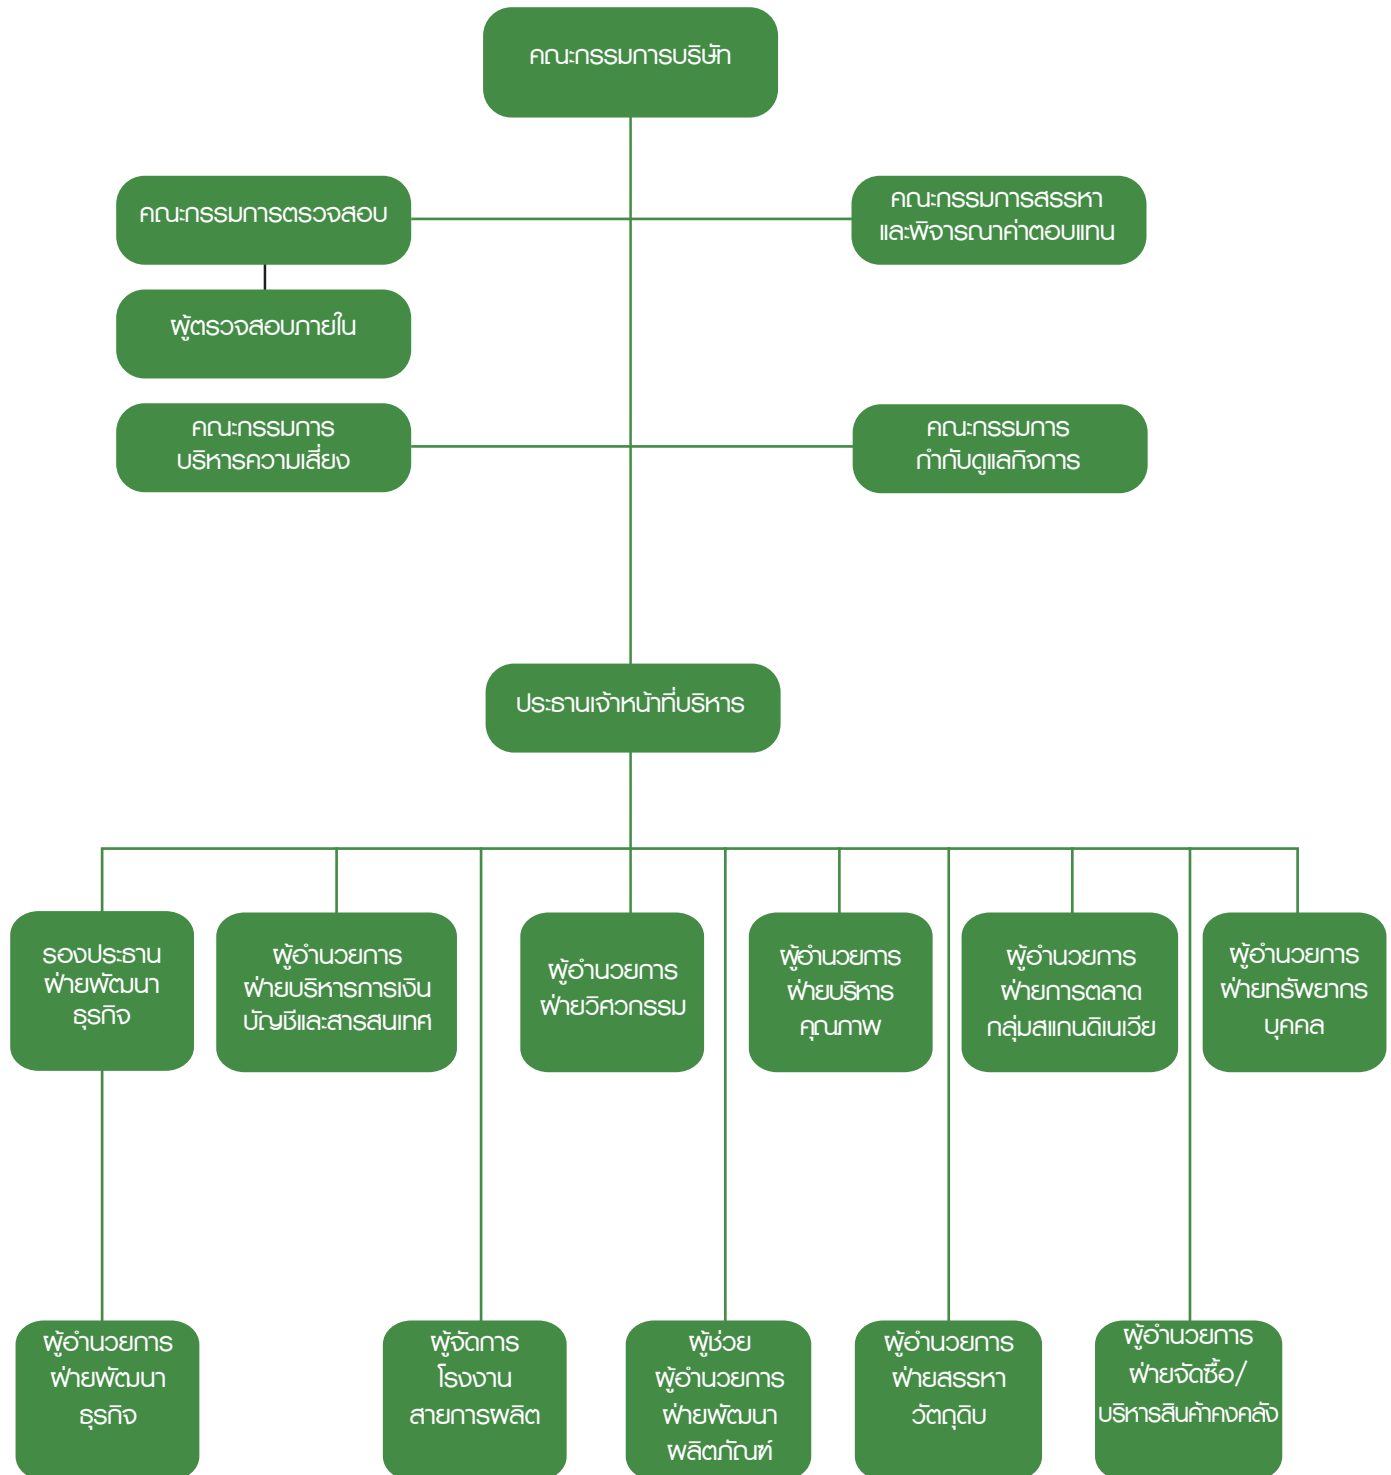 คณะกรรมการบริษัท
คณะกรรมการตรวจสอบ
คณะกรรมการสรรหา
และพิจารณาค่าตอบแทน
ผู้ตรวจสอบภายใน
คณะกรรมการ
บริหารความเสี่ยง
คณะกรรมการ
กำกับดูแลกิจการ
ประธานเจ้าหน้าที่บริหาร
รองประธาน
ฝ่ายพัฒนา
ธุรกิจ
ผู้อำนวยการ
ฝ่ายบริหารการเงิน
บัญชีและสารสนเทศ
ผู้อำนวยการ
ฝ่ายวิศวกรรม
ผู้อำนวยการ
ฝ่ายบริหาร
คุณภาพ
ผู้อำนวยการ
ฝ่ายการตลาด
กลุ่มสแกนดิเนเวีย
ผู้อำนวยการ
ฝ่ายทรัพยากร
บุคคล
ผู้อำนวยการ
ฝ่ายพัฒนา
ธุรกิจ
ผู้จัดการ
โรงงาน
สายการผลิต
ผู้ช่วย
ผู้อำนวยการ
ฝ่ายพัฒนา
ผลิตภัณฑ์
ผู้อำนวยการ
ฝ่ายสรรหา
วัตถุดิบ
ผู้อำนวยการ
ฝ่ายจัดซื้อ/
บริหารสินค้าคงคลัง